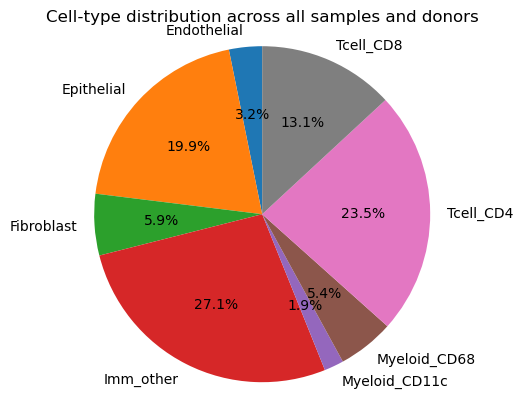 Cell-type distribution across all samples and donors
Endothelial
3.2%
Epithelial
19.9%
Fibroblast
5.9%
Imm_other
27.1%
Myeloid_CD11c
1.9%
Myeloid_CD68
5.4%
Tcell_CD4
23.5%
Tcell_CD8
13.1%